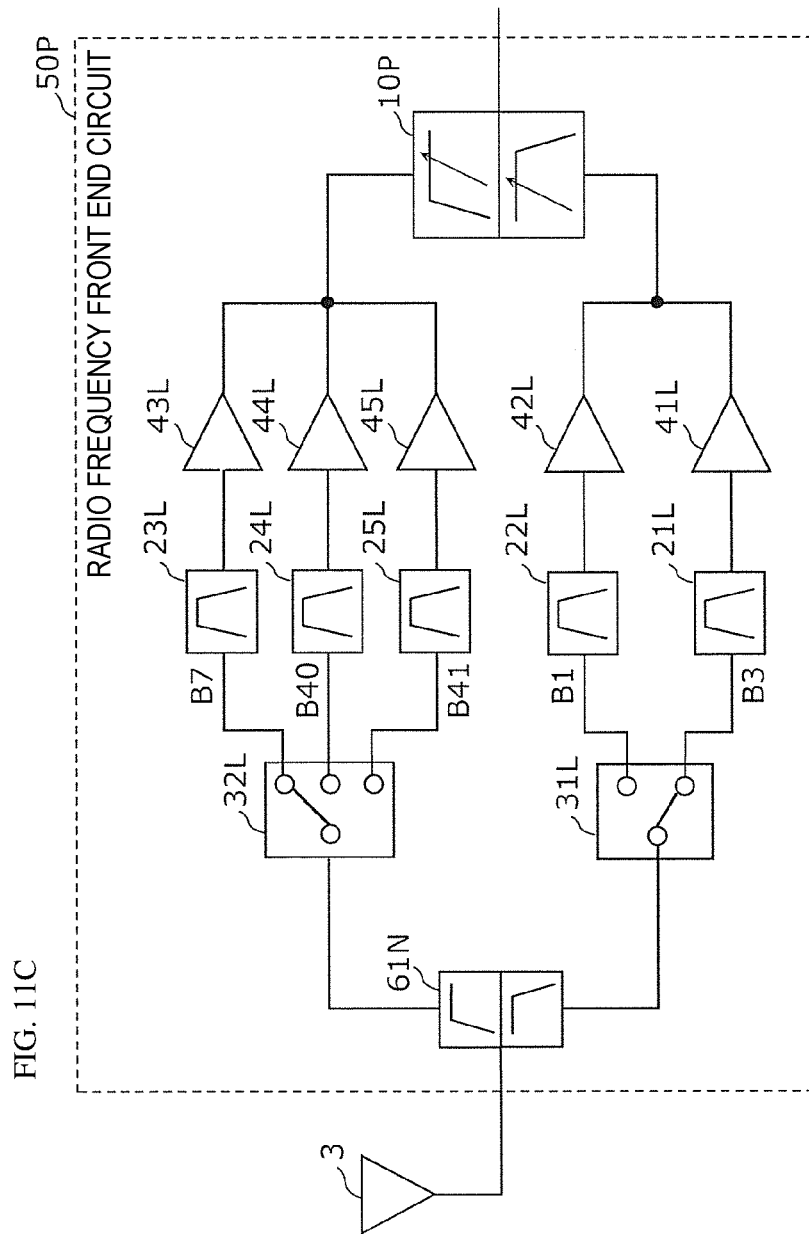 FIG. 11C
50P
RADIO FREQUENCY FRONT END CIRCUIT
3
61N
32L
31L
B7
B40
B41
B1
B3
23L
24L
25L
22L
21L
43L
44L
45L
42L
41L
10P